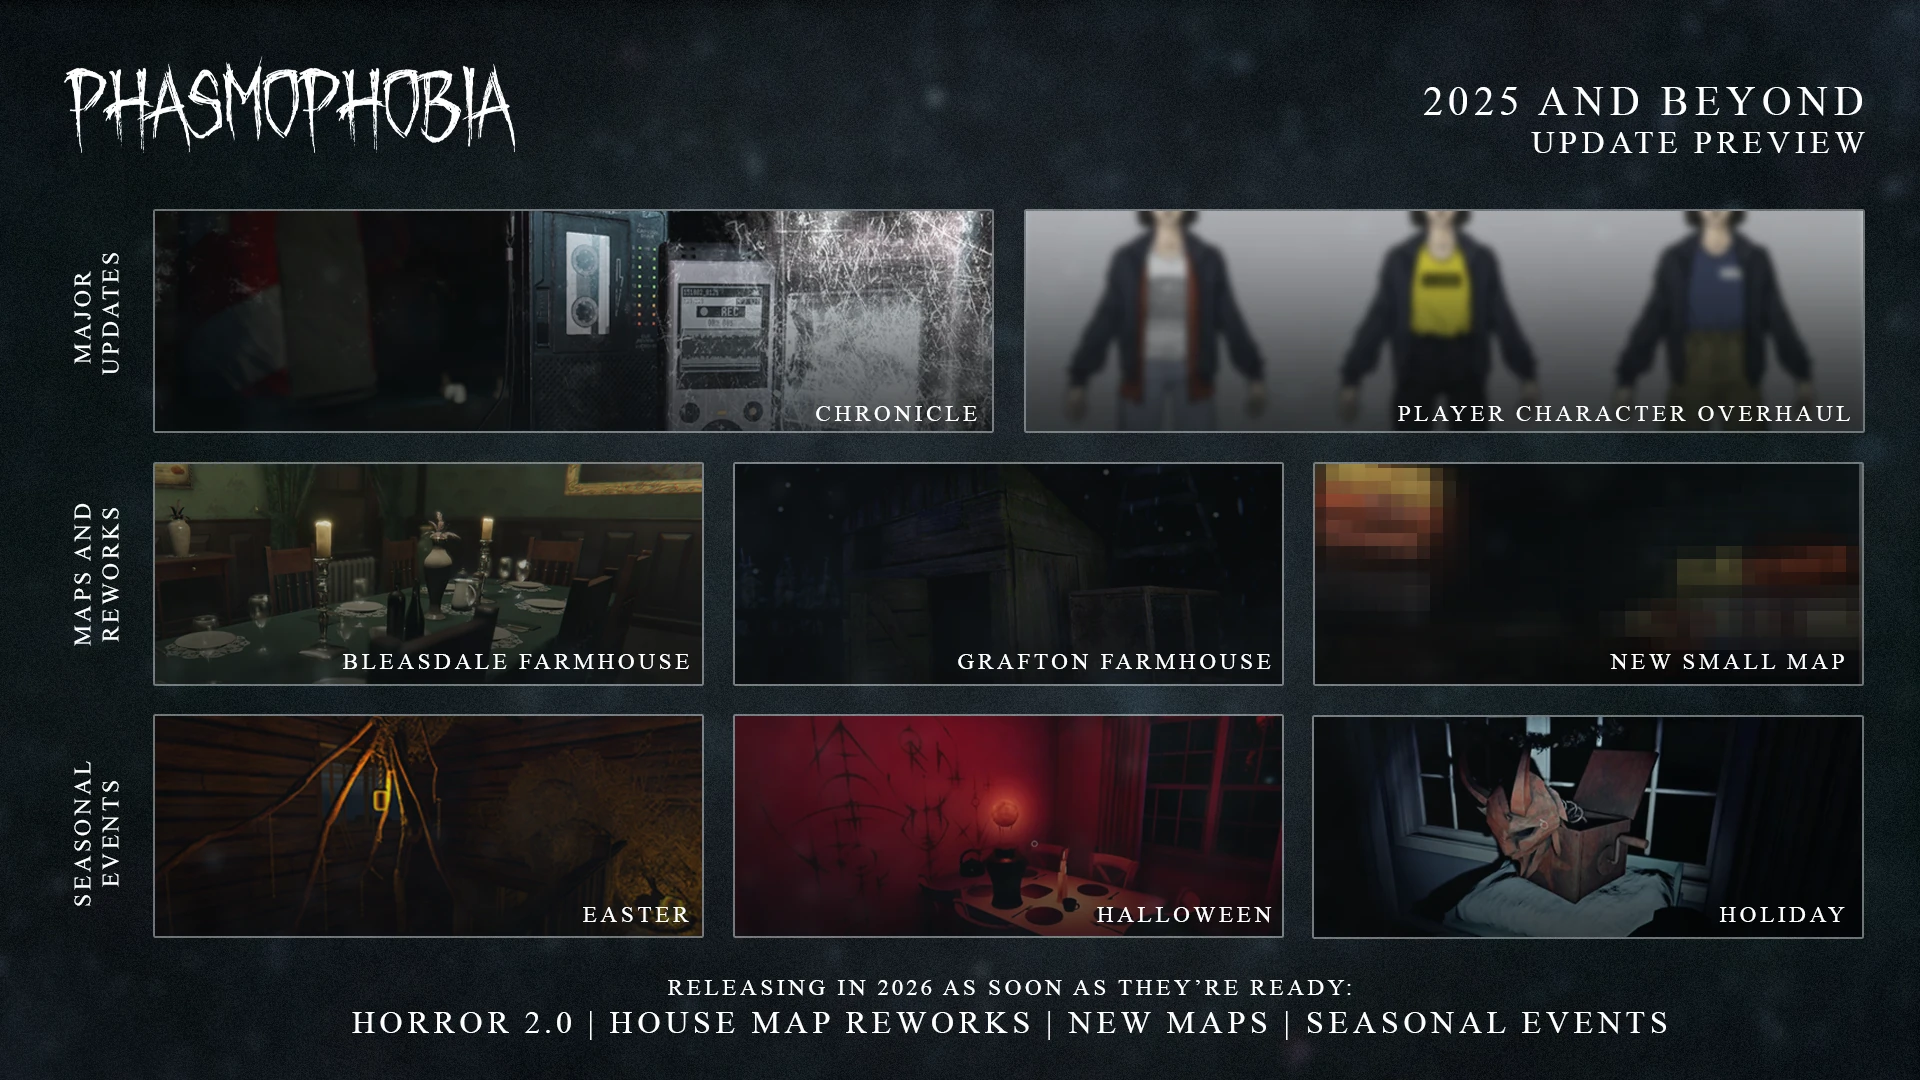 PHASMOPHOBIA
2025 AND BEYOND
UPDATE PREVIEW
MAJOR
UPDATES
REC
CHRONICLE
PLAYER CHARACTER OVERHAUL
MAPS AND
REWORKS
BLEASDALE FARMHOUSE
GRAFTON FARMHOUSE
NEW SMALL MAP
SEASONAL
EVENTS
EASTER
HALLOWEEN
HOLIDAY
RELEASING IN 2026 AS SOON AS THEY’RE READY:
HORROR 2.0 | HOUSE MAP REWORKS | NEW MAPS | SEASONAL EVENTS